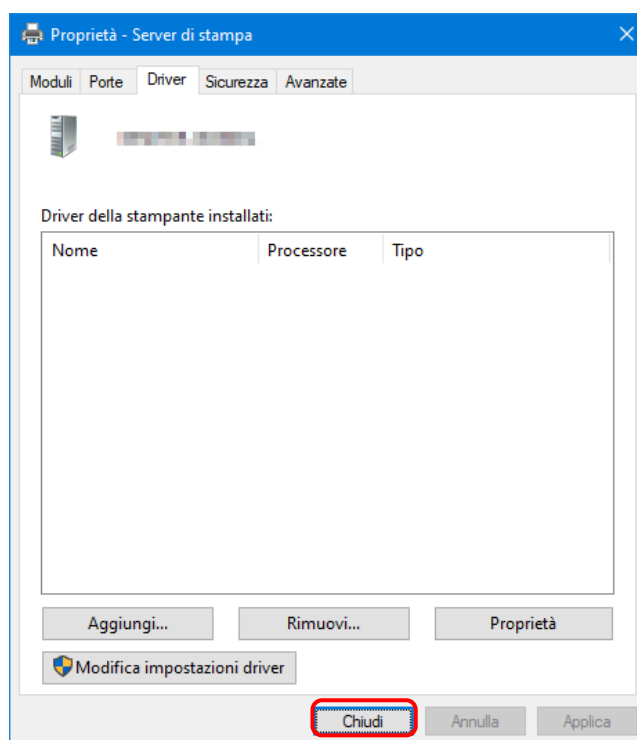 Proprietà - Server di stampa
Moduli Porte Driver Sicurezza Avanzate
Driver della stampante installati:
Nome Processore Tipo
Aggiungi... Rimuovi... Proprietà
Modifica impostazioni driver
Chiudi Annulla Applica